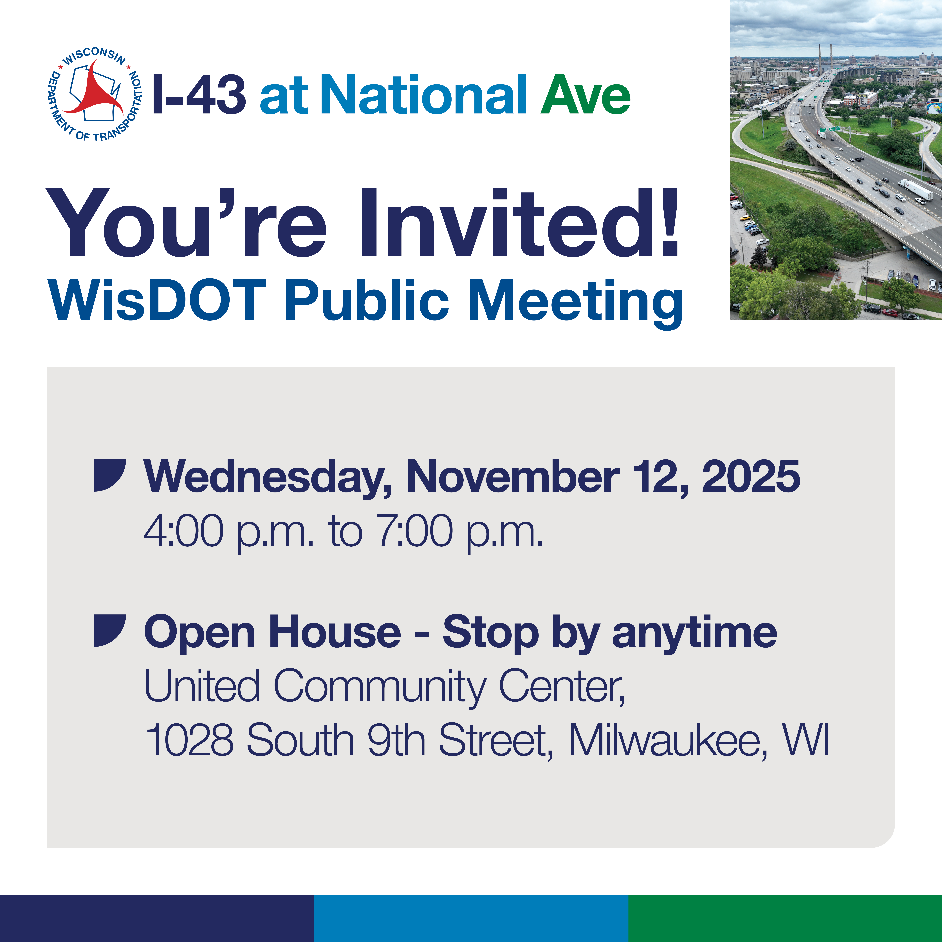 WISCONSIN
DEPARTMENT OF TRANSPORTATION
I-43 at National Ave
You're Invited!
WisDOT Public Meeting
Wednesday, November 12, 2025
4:00 p.m. to 7:00 p.m.
Open House - Stop by anytime
United Community Center,
1028 South 9th Street, Milwaukee, WI